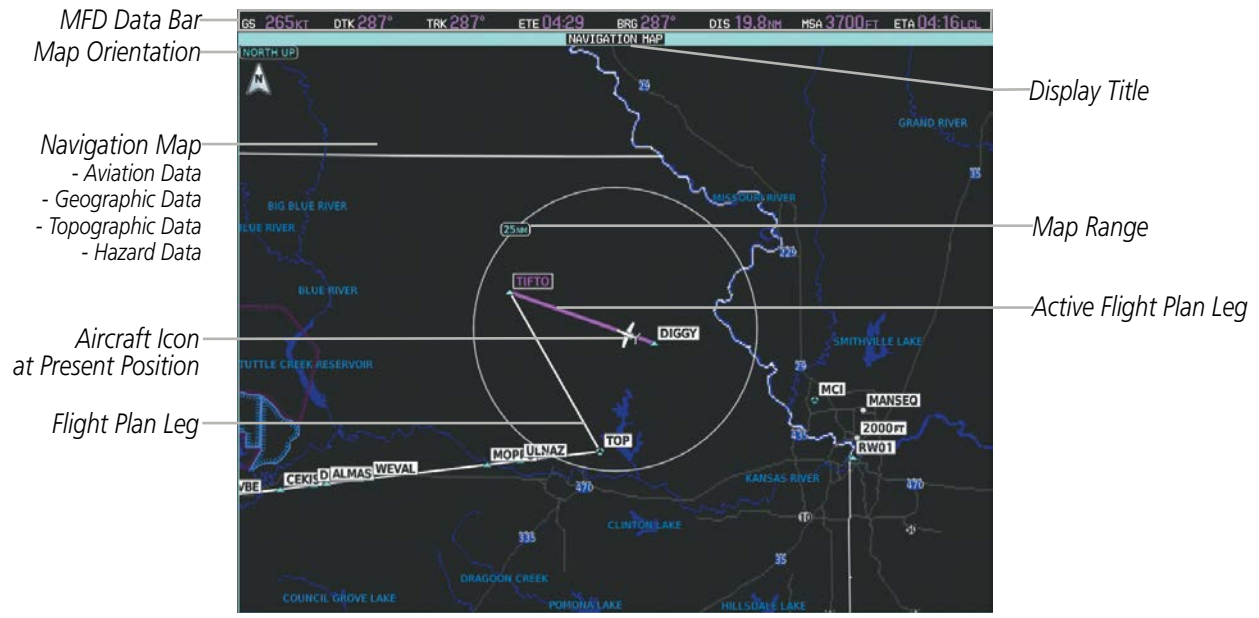 MFD Data Bar
GS 265KT DTK 287° TRK 287° ETE 04:29 BRG 287° DIS 19.8NM MSA 3700FT ETA 04:16LCL
NAVIGATION MAP
Map Orientation
NORTH UP
N
Display Title
29
GRAND RIVER
Navigation Map
- Aviation Data
- Geographic Data
- Topographic Data
- Hazard Data
35
MISSOURI RIVER
BIG BLUE RIVER
BLUE RIVER
25NM
Map Range
229
TIFTO
BLUE RIVER
Active Flight Plan Leg
DIGGY
Aircraft Icon
at Present Position
SMITHVILLE LAKE
TUTTLE CREEK RESERVOIR
29
MCI
MANSEQ
Flight Plan Leg
2000FT
435
TOP
RW01
MOPF ULNAZ
WEVAL
CEKIS D ALMAS
VBE
KANSAS RIVER
470
470
10
CLINTON LAKE
335
35
DRAGOON CREEK
COUNCIL GROVE LAKE
POMONA LAKE
HILLSDALE LAKE